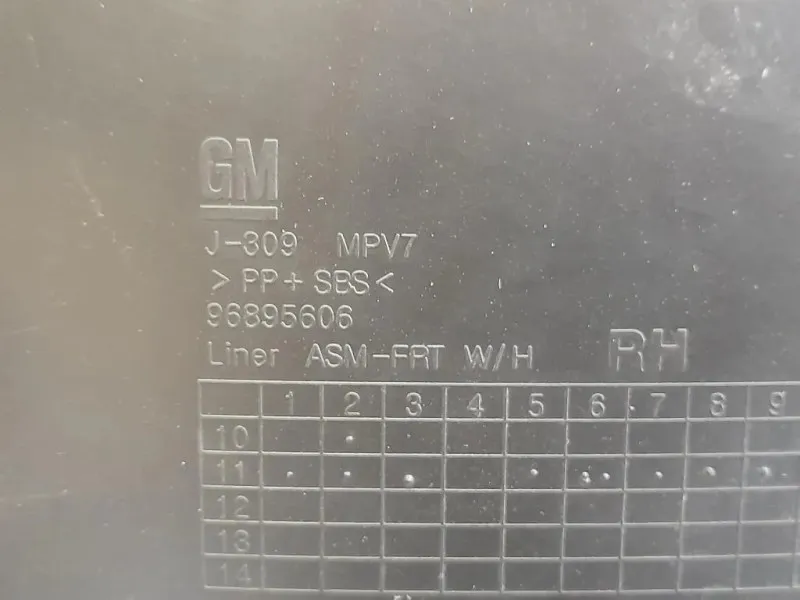 GM
J-309 MPV7
>PP+SBS<
96895606
Liner ASM-FRT W/H RH
1 2 3 4 5 6 7 8 9
10
11
12
13
14